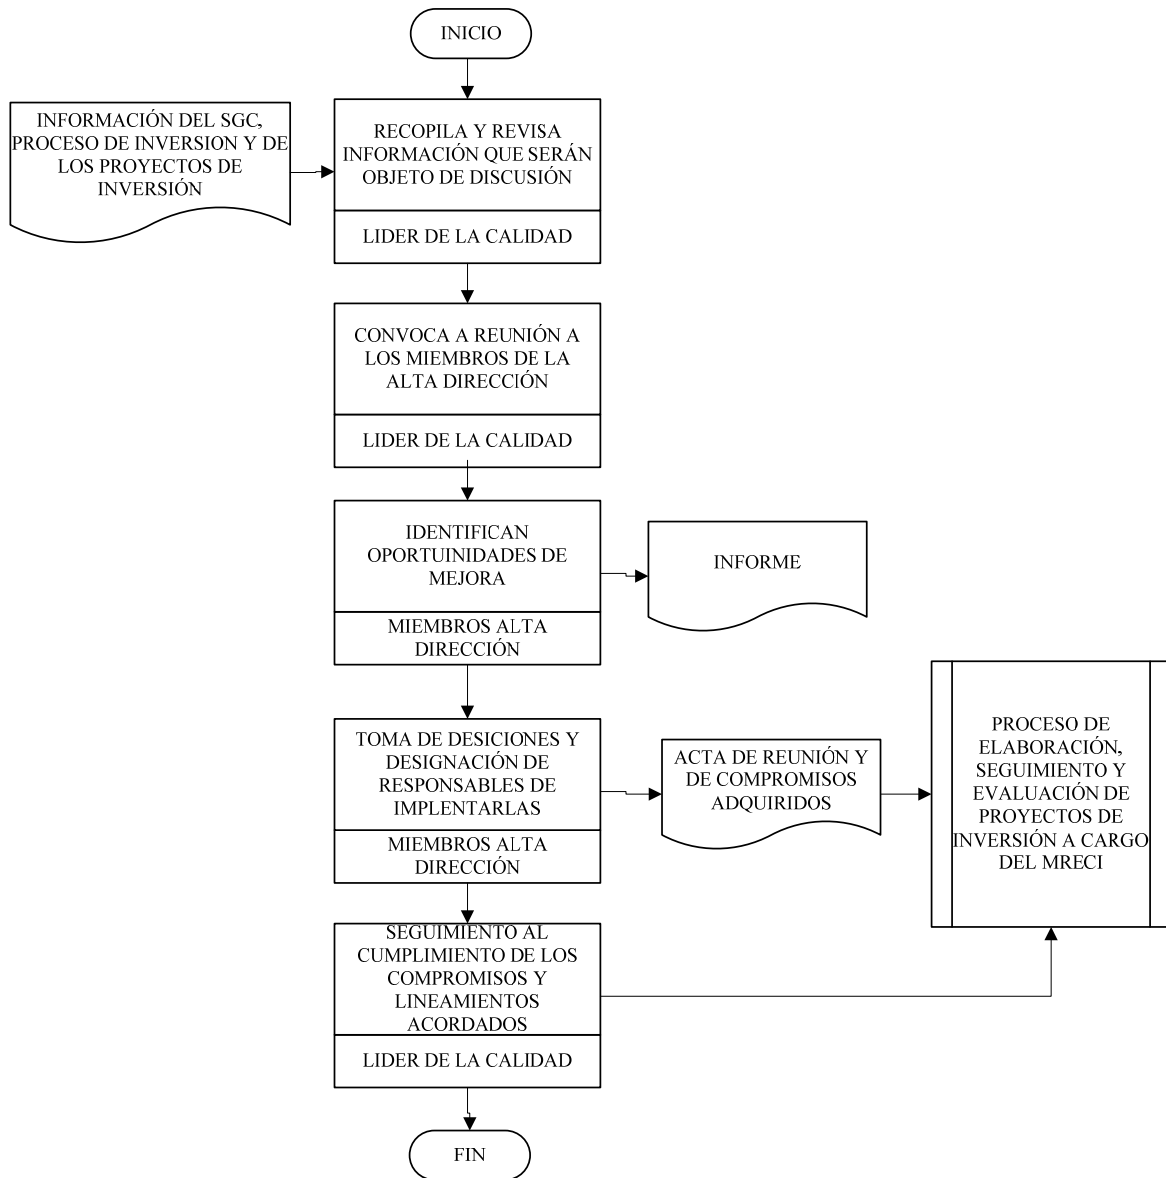 INICIO
INFORMACIÓN DEL SGC,
PROCESO DE INVERSION Y DE
LOS PROYECTOS DE
INVERSIÓN
RECOPILA Y REVISA
INFORMACIÓN QUE SERÁN
OBJETO DE DISCUSIÓN
LIDER DE LA CALIDAD
CONVOCA A REUNIÓN A
LOS MIEMBROS DE LA
ALTA DIRECCIÓN
LIDER DE LA CALIDAD
IDENTIFICAN
OPORTUINIDADES DE
MEJORA
MIEMBROS ALTA
DIRECCIÓN
INFORME
TOMA DE DESICIONES Y
DESIGNACIÓN DE
RESPONSABLES DE
IMPLENTARLAS
MIEMBROS ALTA
DIRECCIÓN
ACTA DE REUNIÓN Y
DE COMPROMISOS
ADQUIRIDOS
PROCESO DE
ELABORACIÓN,
SEGUIMIENTO Y
EVALUACIÓN DE
PROYECTOS DE
INVERSIÓN A CARGO
DEL MRECI
SEGUIMIENTO AL
CUMPLIMIENTO DE LOS
COMPROMISOS Y
LINEAMIENTOS
ACORDADOS
LIDER DE LA CALIDAD
FIN